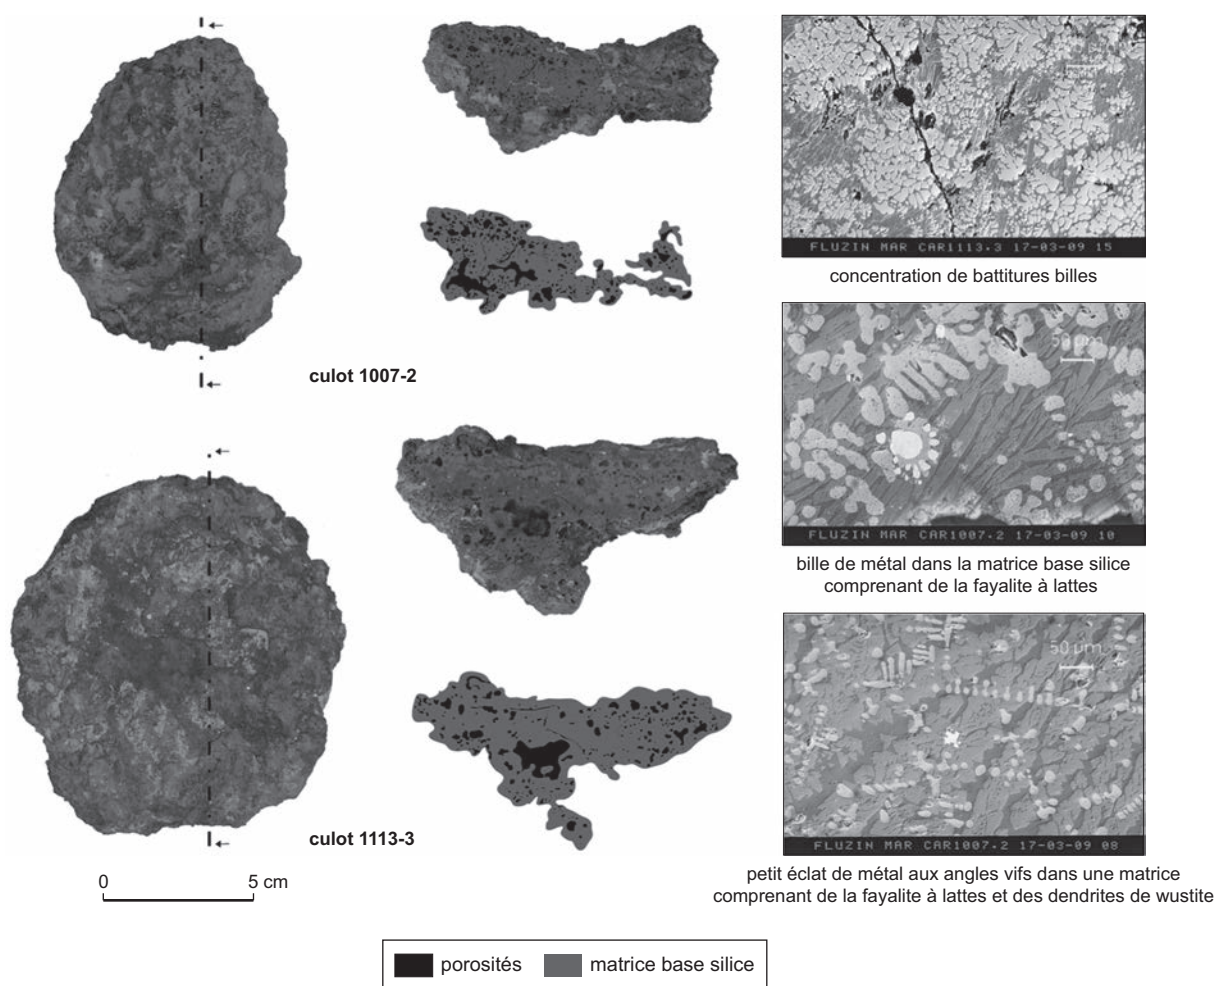 culot 1007-2
culot 1113-3
0 5 cm
FLUZIN MAR CAR1113.3 17-03-09 15
concentration de battitures billes
50 µm
FLUZIN MAR CAR1007.2 17-03-09 10
bille de métal dans la matrice base silice
comprenant de la fayalite à lattes
50 µm
FLUZIN MAR CAR1007.2 17-03-09 08
petit éclat de métal aux angles vifs dans une matrice
comprenant de la fayalite à lattes et des dendrites de wustite
porosités matrice base silice